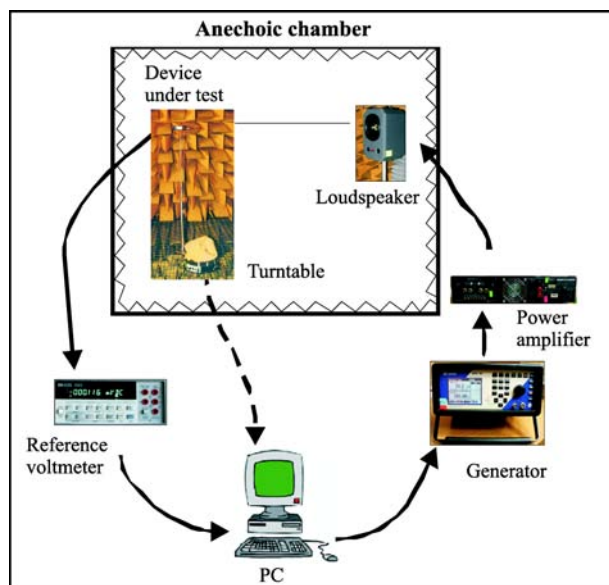 Anechoic chamber
Device
under test
Loudspeaker
Turntable
Power
amplifier
Reference
voltmeter
Generator
PC